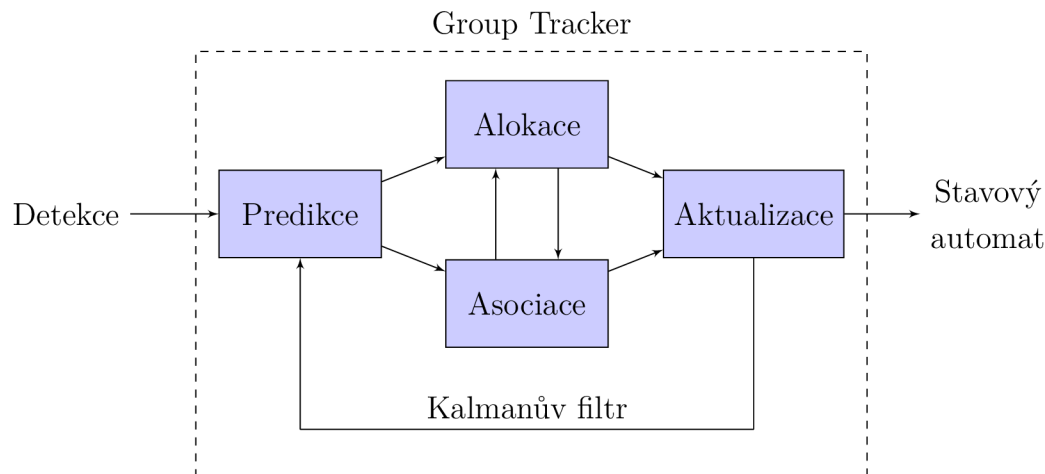 Group Tracker
Alokace
Detekce
Predikce
Aktualizace
Stavový
automat
Asociace
Kalmanův filtr